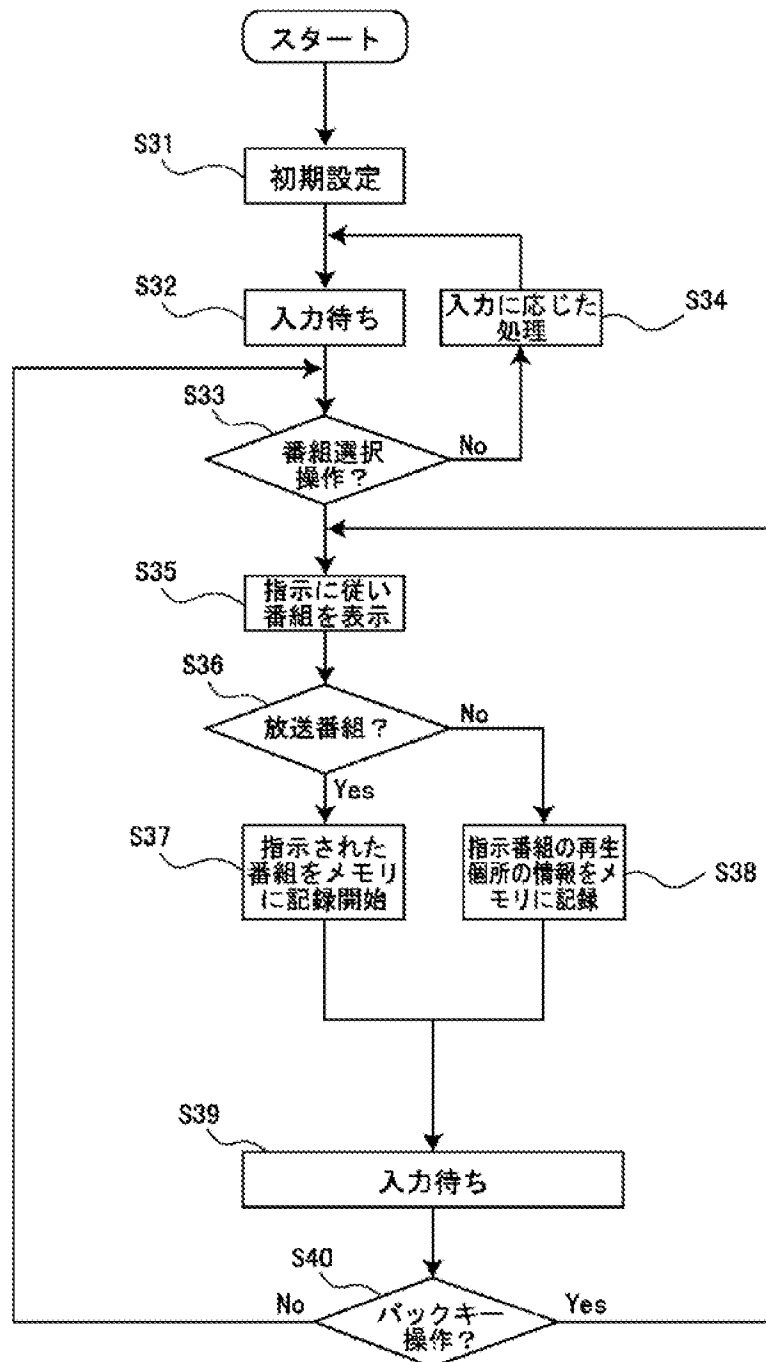 スタート
S31
初期設定
S32
入力待ち
S34
入力に応じた
処理
S33
番組選択
操作？
No
S35
指示に従い
番組を表示
S36
放送番組？
No
Yes
S37
指示された
番組をメモリ
に記録開始
指示番組の再生
個所の情報をメ
モリに記録
S38
S39
入力待ち
S40
バックキー
操作？
No
Yes